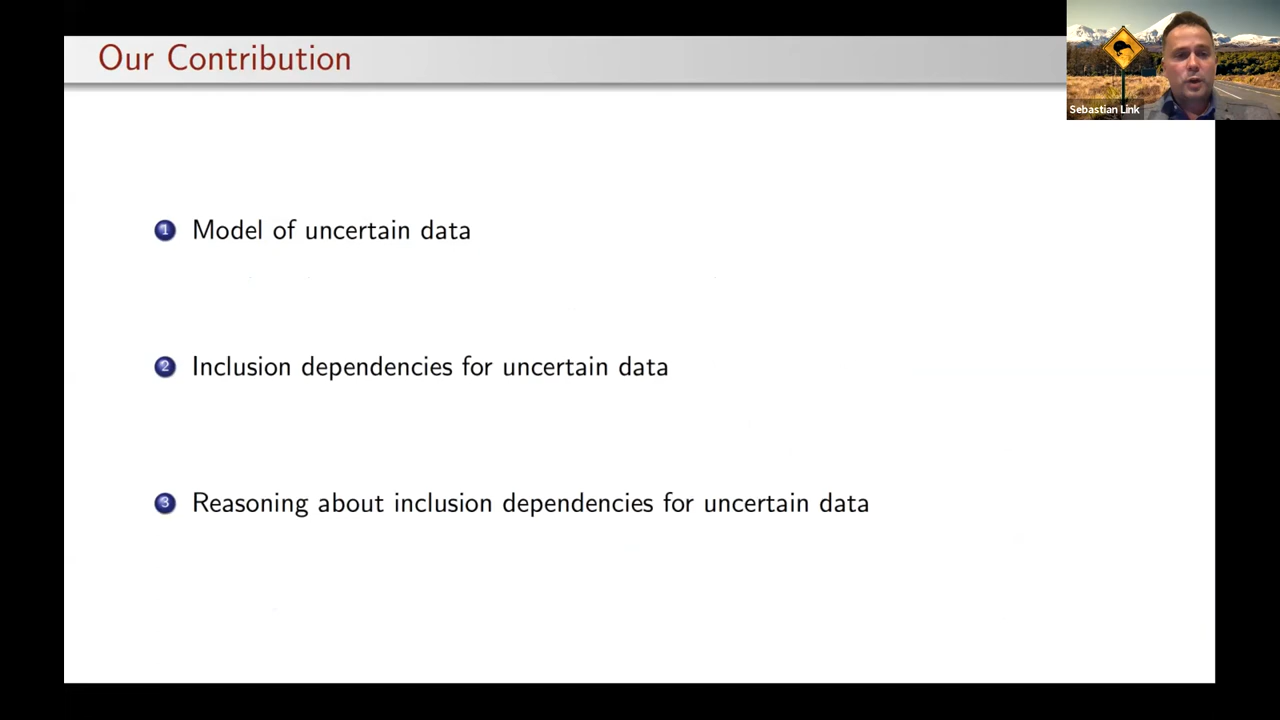 Our Contribution
Sebastian Link
1 Model of uncertain data
2 Inclusion dependencies for uncertain data
3 Reasoning about inclusion dependencies for uncertain data